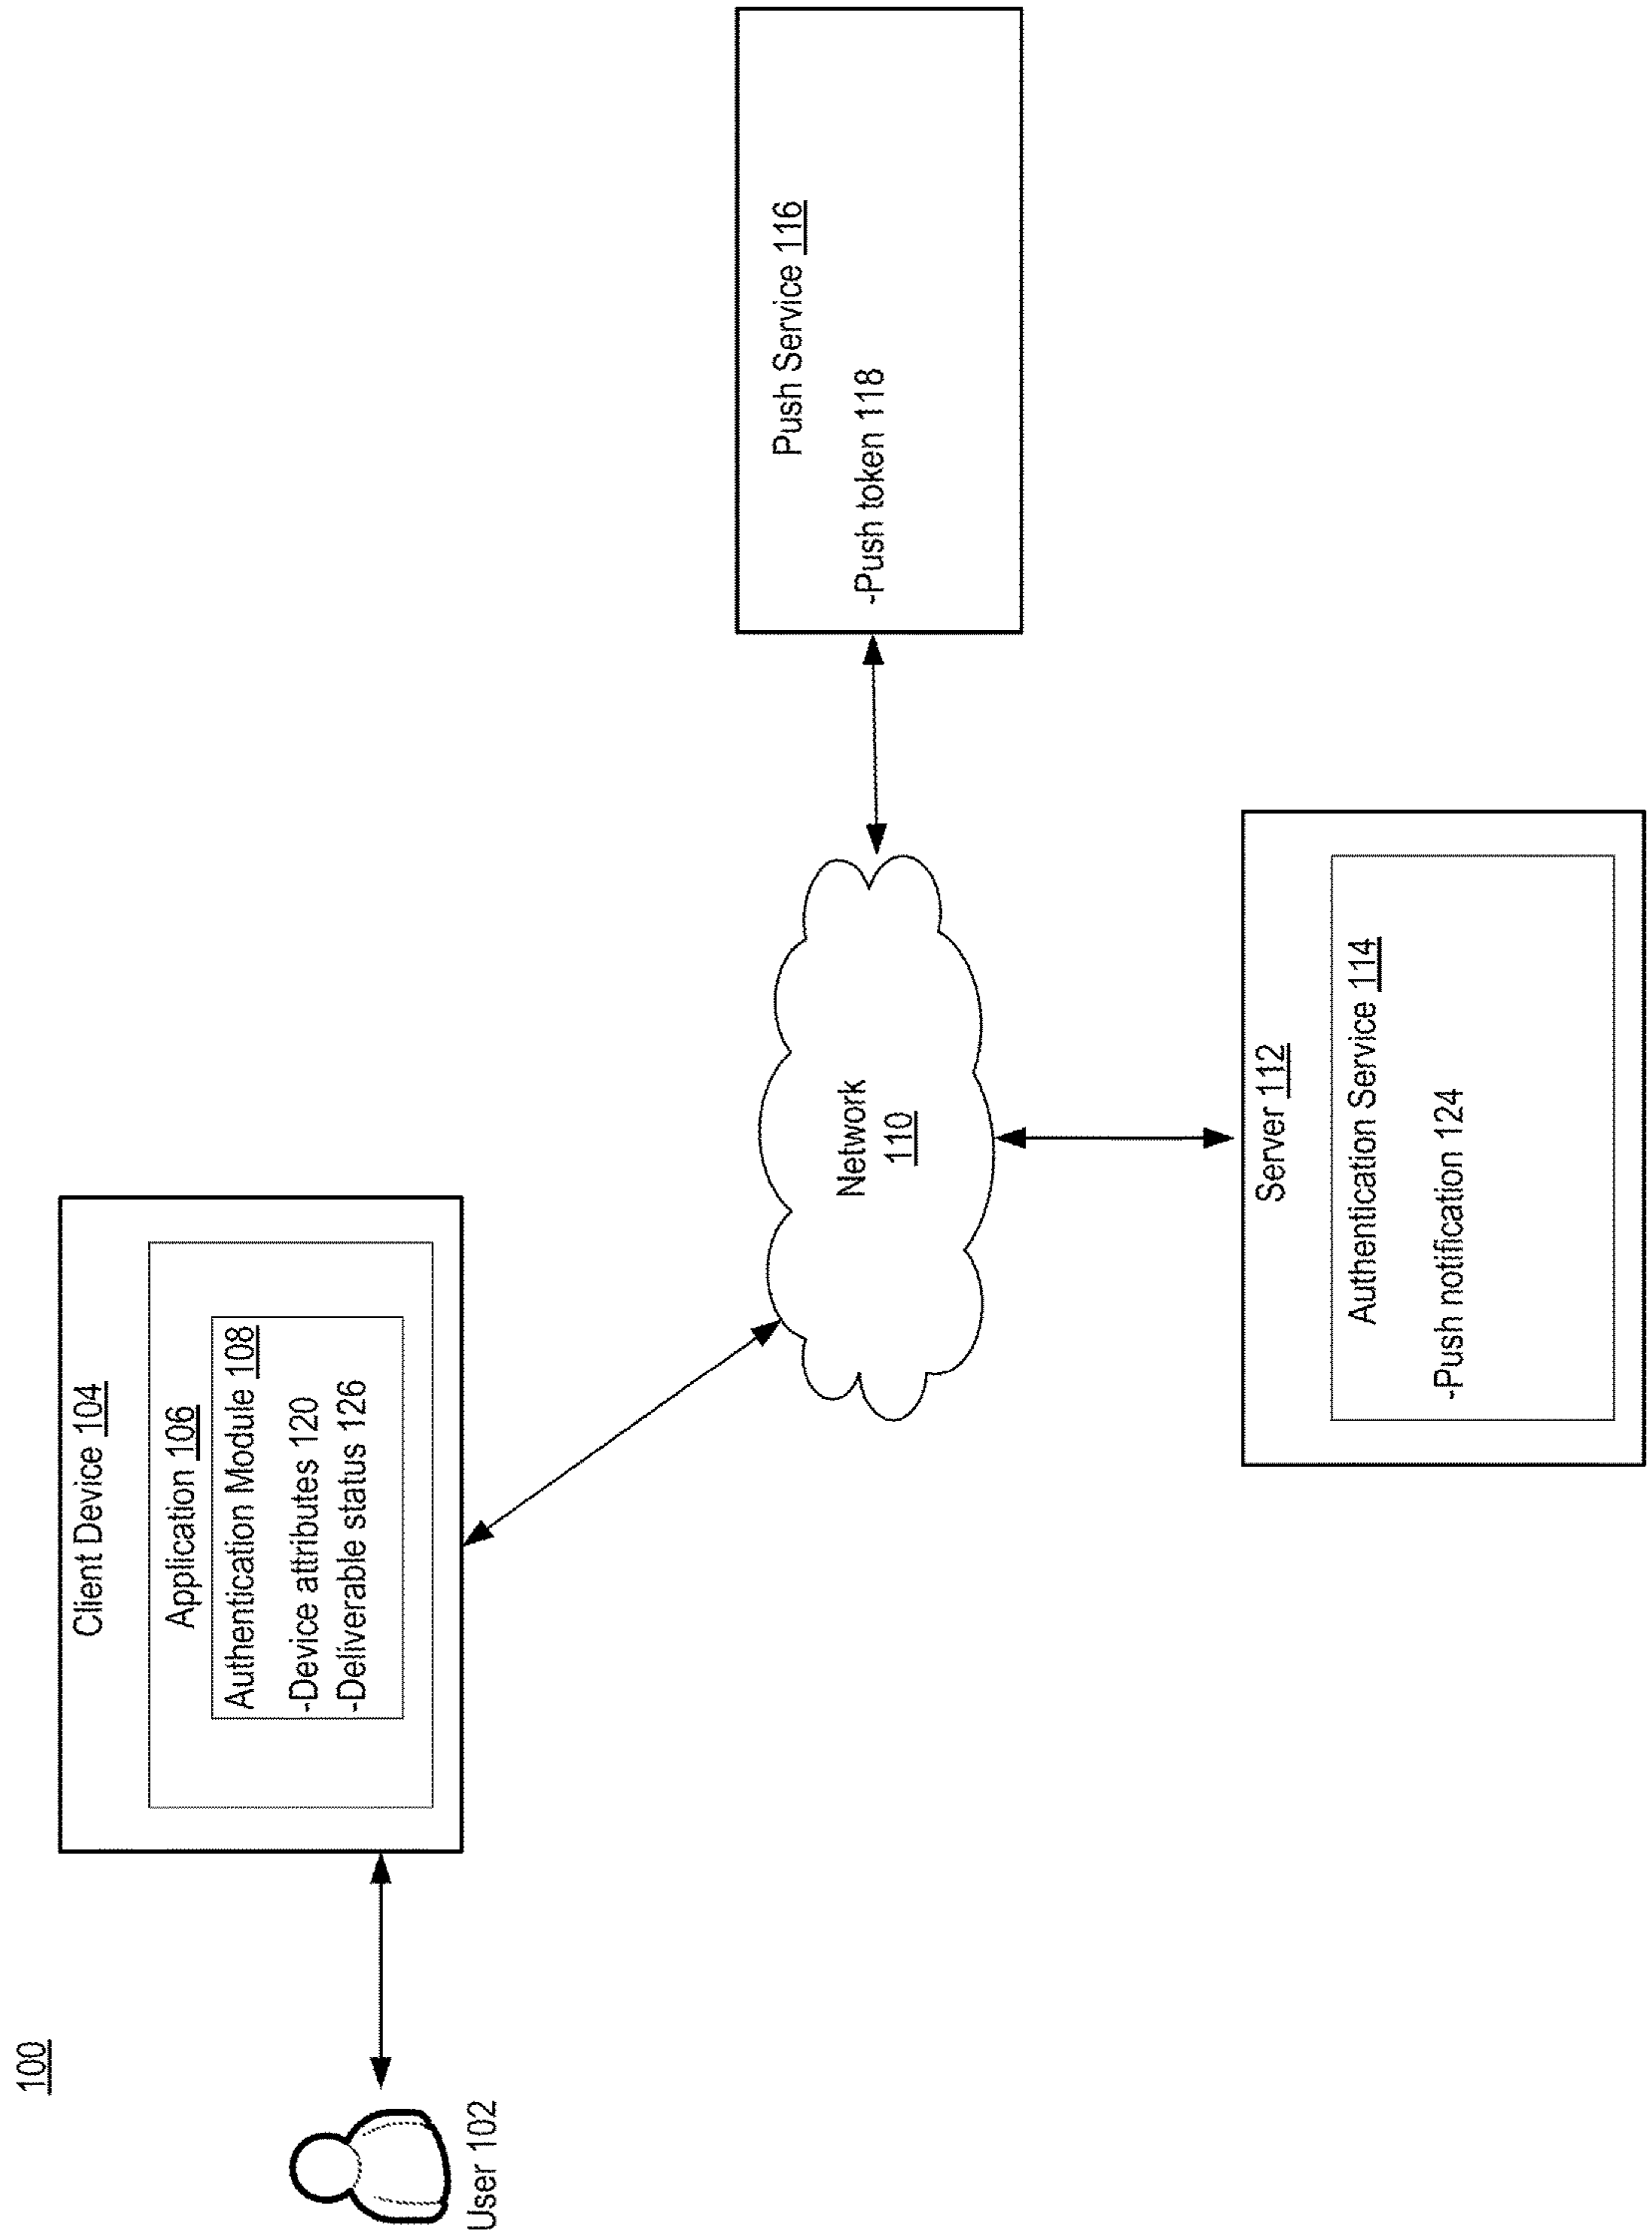 100
User 102
Client Device 104
Application 106
Authentication Module 108
-Device attributes 120
-Deliverable status 126
Network
110
Push Service 116
-Push token 118
Server 112
Authentication Service 114
-Push notification 124